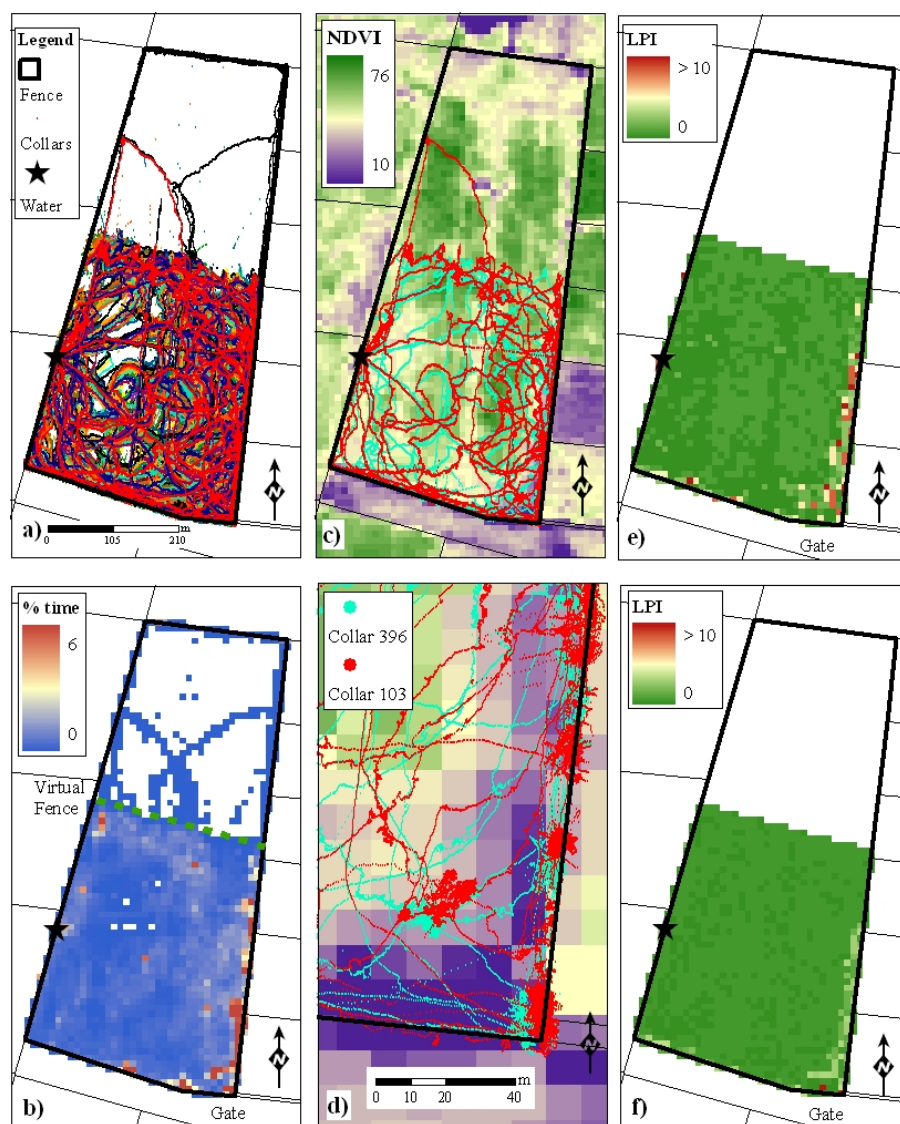 Legend
Fence
Collars
Water
N
a)
m
0 105 210
NDVI
76
10
N
c)
LPI
> 10
0
N
e)
Gate
% time
6
0
Virtual
Fence
N
b)
Gate
Collar 396
Collar 103
N
m
0 10 20 40
d)
LPI
> 10
0
N
f)
Gate